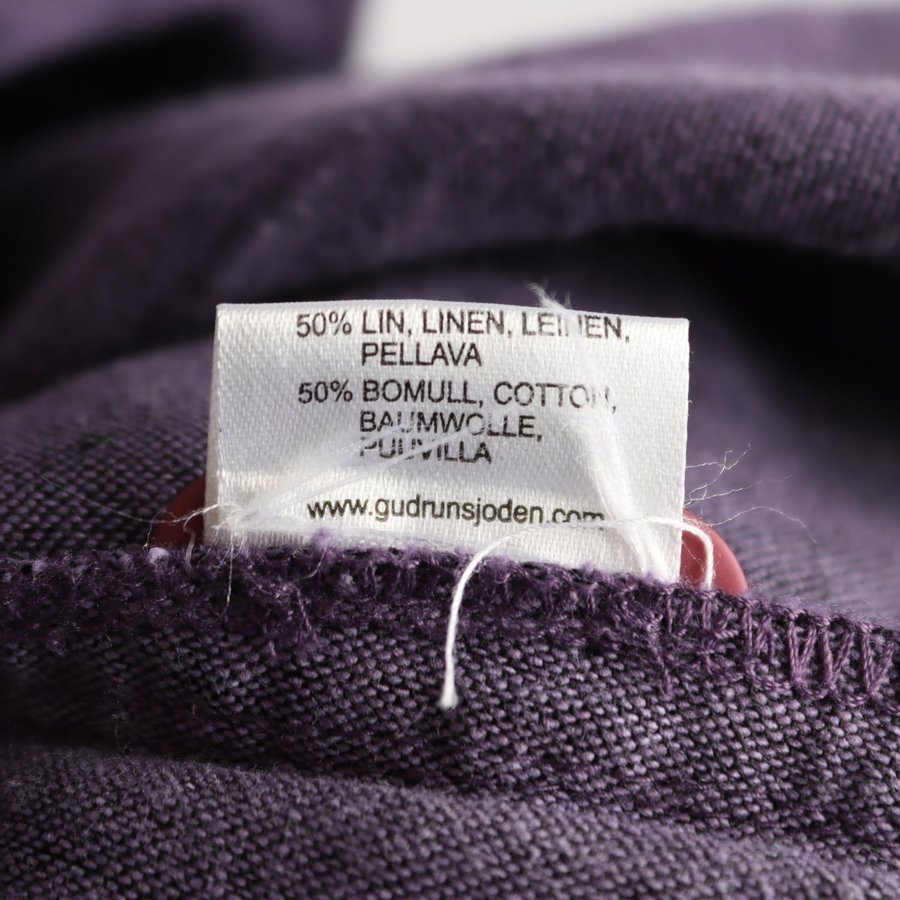 50% LIN, LINEN, LEINEN,
PELLAVA
50% BOMULL, COTTON,
BAUMWOLLE,
PUUVILLA
www.gudrunsjoden.com